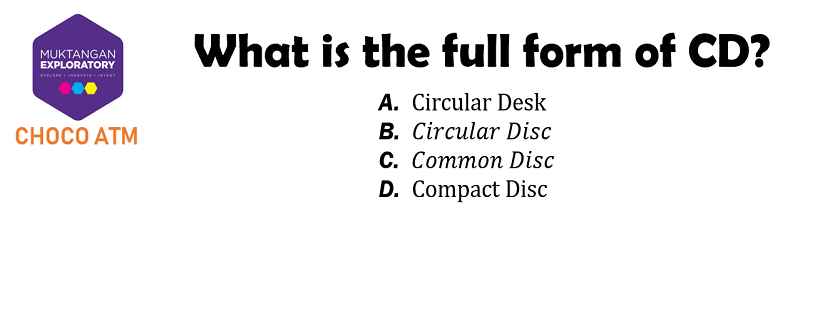 MUKTANGAN
EXPLORATORY
EXPLORE • INNOVATE • INVENT
CHOCO ATM
What is the full form of CD?
A. Circular Desk
B. Circular Disc
C. Common Disc
D. Compact Disc